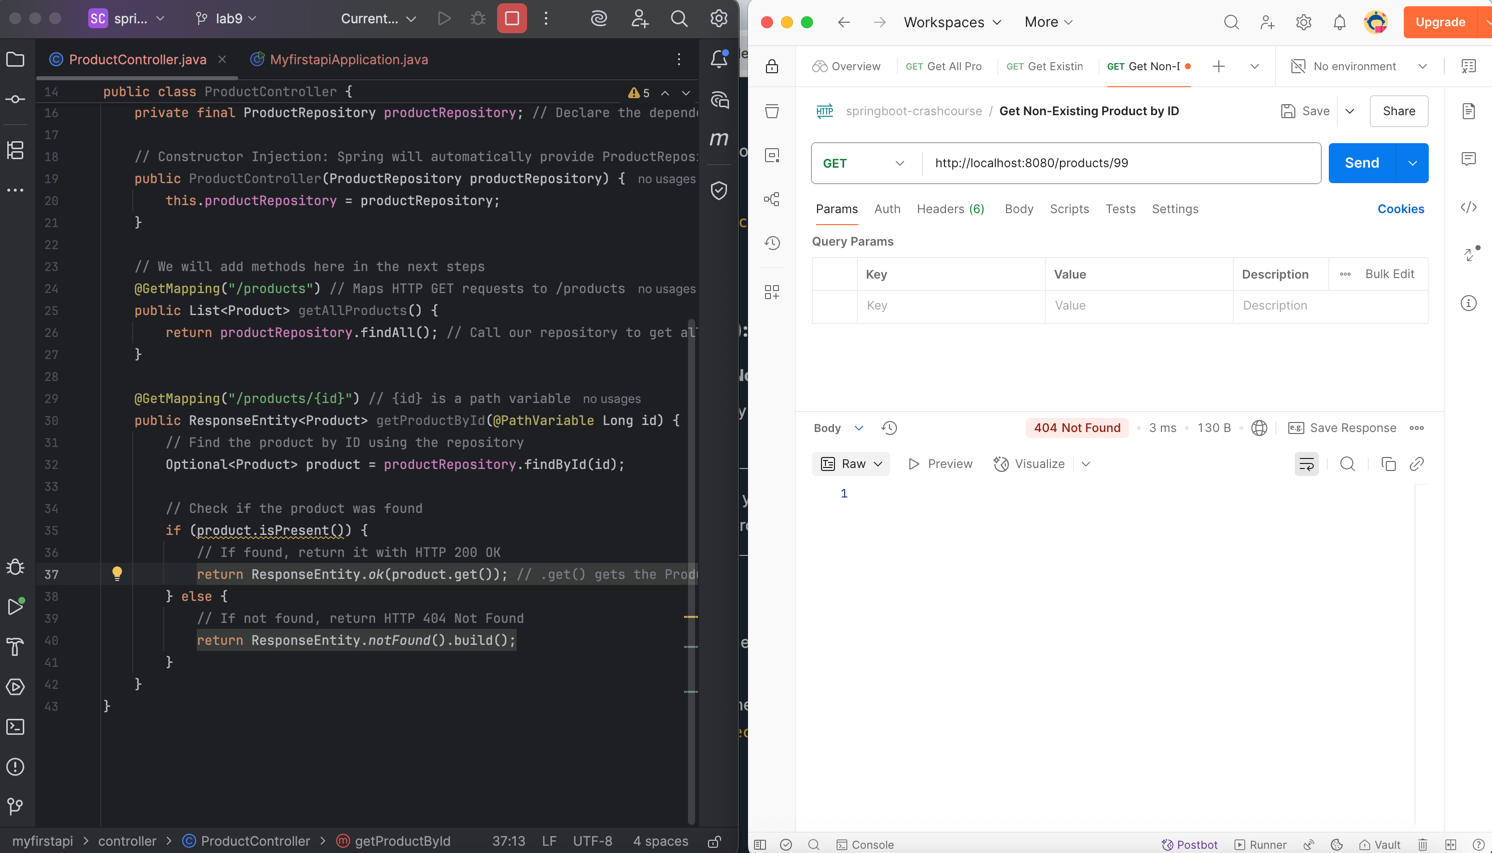 SC spri... lab9 Current...
ProductController.java MyfirstapiApplication.java
14 public class ProductController { 5
16 private final ProductRepository productRepository; // Declare the depend
17
18 // Constructor Injection: Spring will automatically provide ProductRepos
19 public ProductController(ProductRepository productRepository) { no usages
20 this.productRepository = productRepository;
21 }
22
23 // We will add methods here in the next steps
24 @GetMapping("/products") // Maps HTTP GET requests to /products no usages
25 public List<Product> getAllProducts() {
26 return productRepository.findAll(); // Call our repository to get al
27 }
28
29 @GetMapping("/products/{id}") // {id} is a path variable no usages
30 public ResponseEntity<Product> getProductById(@PathVariable Long id) {
31 // Find the product by ID using the repository
32 Optional<Product> product = productRepository.findById(id);
33
34 // Check if the product was found
35 if (product.isPresent()) {
36 // If found, return it with HTTP 200 OK
37 return ResponseEntity.ok(product.get()); // .get() gets the Prod
38 } else {
39 // If not found, return HTTP 404 Not Found
40 return ResponseEntity.notFound().build();
41 }
42 }
43 }
myfirstapi controller ProductController getProductById 37:13 LF UTF-8 4 spaces
Workspaces More Upgrade
Overview GET Get All Pro GET Get Existin GET Get Non-E No environment
HTTP springboot-crashcourse / Get Non-Existing Product by ID Save Share
GET http://localhost:8080/products/99 Send
Params Auth Headers (6) Body Scripts Tests Settings Cookies
Query Params
Key Value Description Bulk Edit
Key Value Description
Body 404 Not Found 3 ms 130 B Save Response
Raw Preview Visualize
1
Console Postbot Runner Vault